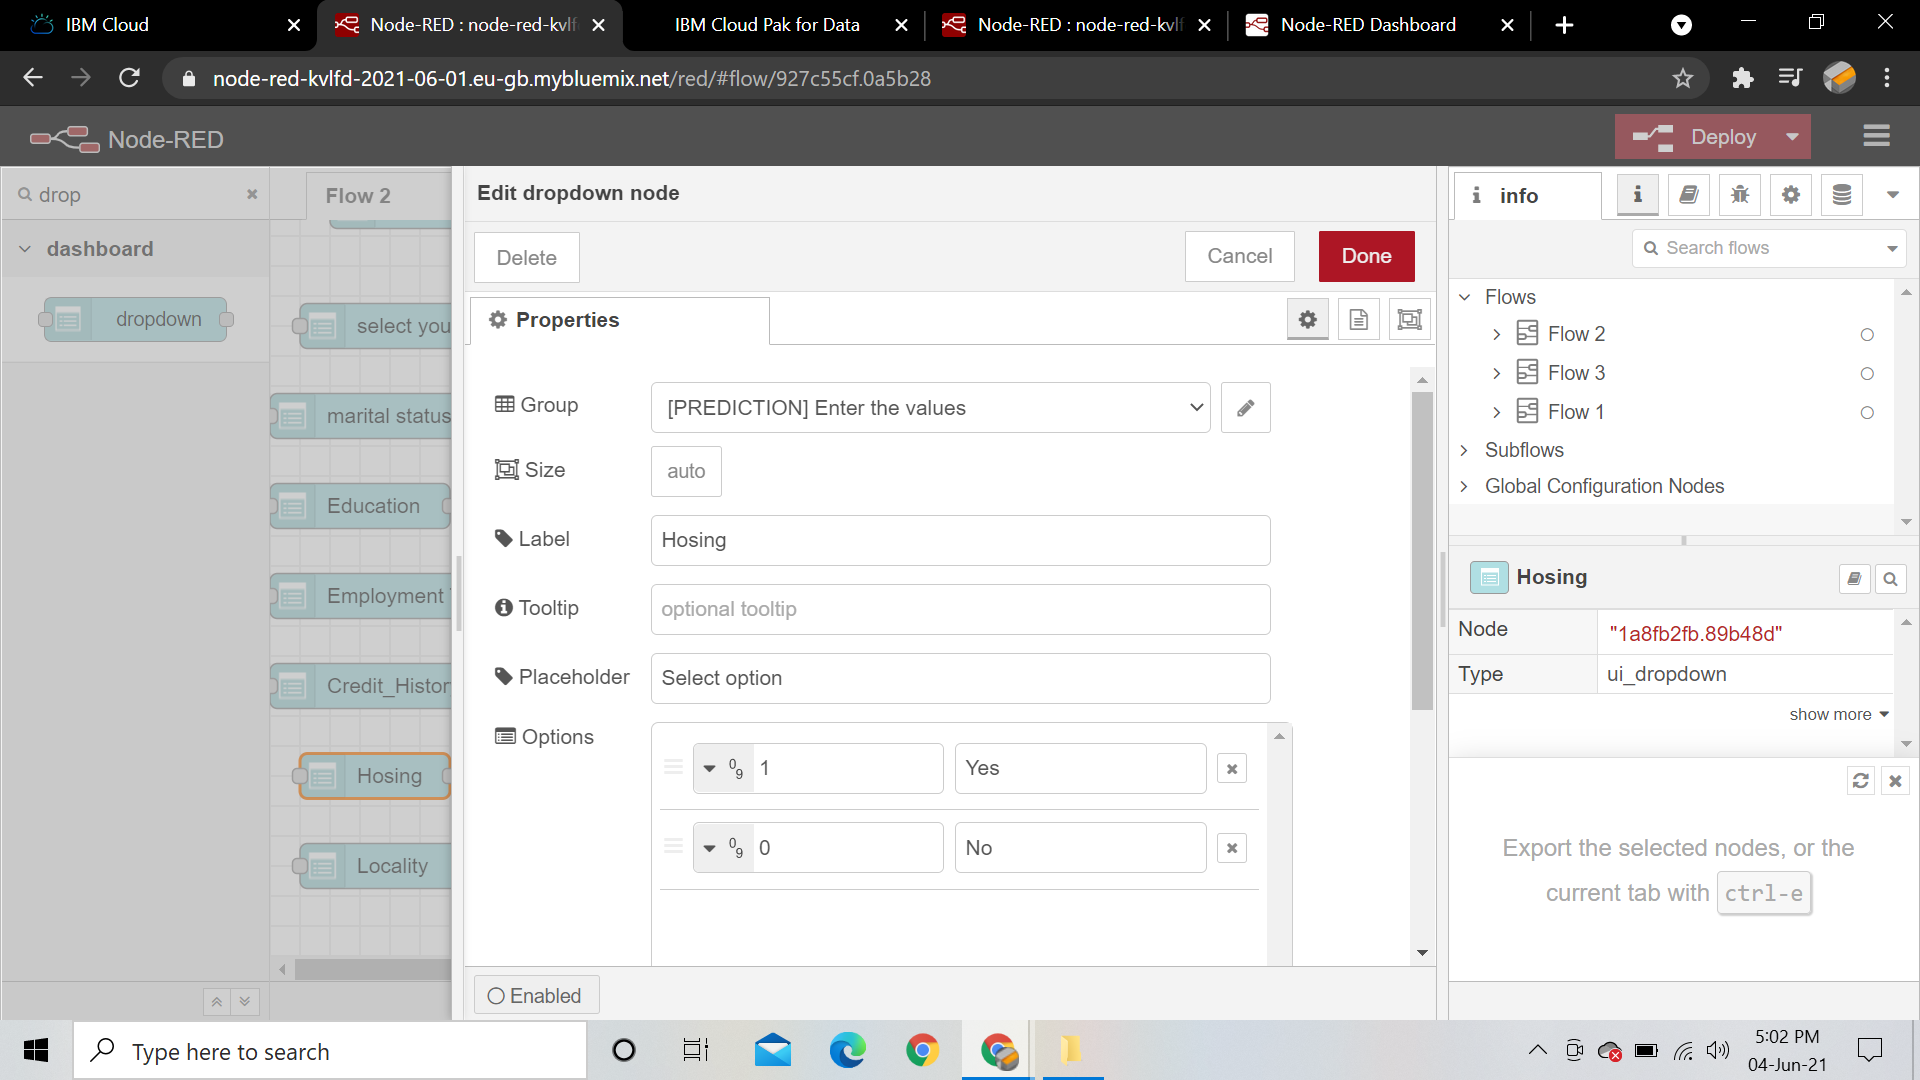 IBM Cloud
Node-RED : node-red-kvlf
IBM Cloud Pak for Data
Node-RED : node-red-kvlf
Node-RED Dashboard
node-red-kvlfd-2021-06-01.eu-gb.mybluemix.net/red/#flow/927c55cf.0a5b28
Node-RED
Deploy
drop
dashboard
dropdown
Flow 2
select you
marital status
Education
Employment
Credit_Histor
Hosing
Locality
Edit dropdown node
Delete
Cancel
Done
Properties
Group
[PREDICTION] Enter the values
Size
auto
Label
Hosing
Tooltip
optional tooltip
Placeholder
Select option
Options
1
Yes
0
No
Enabled
info
Search flows
Flows
Flow 2
Flow 3
Flow 1
Subflows
Global Configuration Nodes
Hosing
Node
"1a8fb2fb.89b48d"
Type
ui_dropdown
show more
Export the selected nodes, or the
current tab with ctrl-e
Type here to search
5:02 PM
04-Jun-21